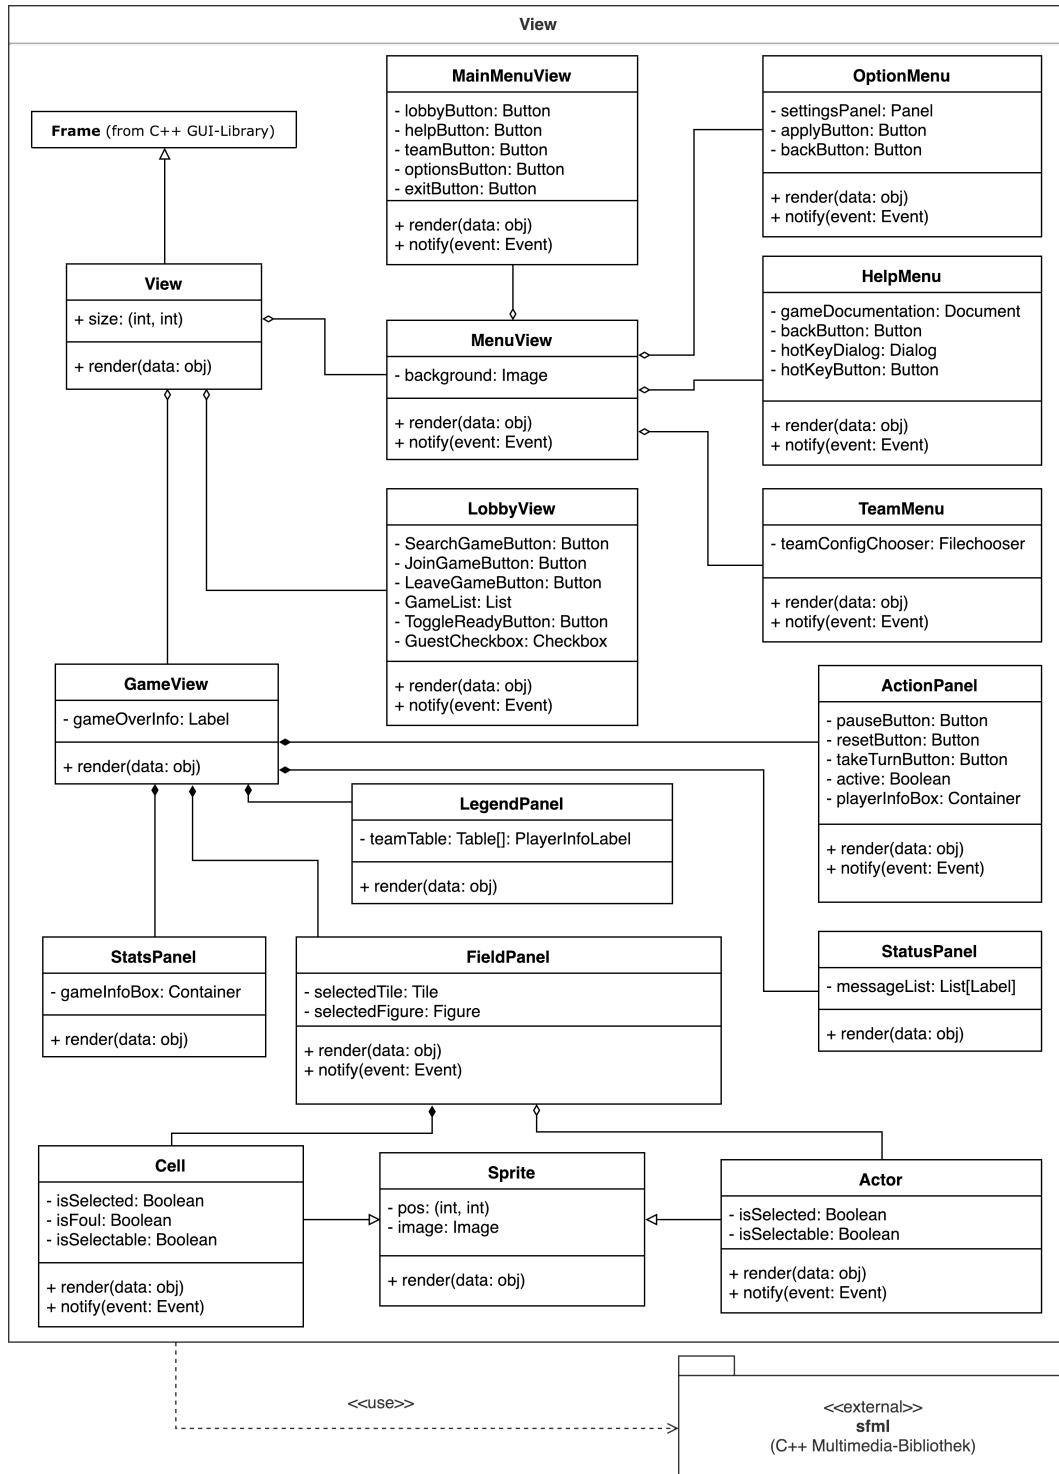 View
MainMenuView
- lobbyButton: Button
- helpButton: Button
- teamButton: Button
- optionsButton: Button
- exitButton: Button
+ render(data: obj)
+ notify(event: Event)
OptionMenu
- settingsPanel: Panel
- applyButton: Button
- backButton: Button
+ render(data: obj)
+ notify(event: Event)
Frame (from C++ GUI-Library)
View
+ size: (int, int)
+ render(data: obj)
MenuView
- background: Image
+ render(data: obj)
+ notify(event: Event)
HelpMenu
- gameDocumentation: Document
- backButton: Button
- hotKeyDialog: Dialog
- hotKeyButton: Button
+ render(data: obj)
+ notify(event: Event)
LobbyView
- SearchGameButton: Button
- JoinGameButton: Button
- LeaveGameButton: Button
- GameList: List
- ToggleReadyButton: Button
- GuestCheckbox: Checkbox
+ render(data: obj)
+ notify(event: Event)
TeamMenu
- teamConfigChooser: Filechooser
+ render(data: obj)
+ notify(event: Event)
GameView
- gameOverInfo: Label
+ render(data: obj)
ActionPanel
- pauseButton: Button
- resetButton: Button
- takeTurnButton: Button
- active: Boolean
- playerInfoBox: Container
+ render(data: obj)
+ notify(event: Event)
LegendPanel
- teamTable: Table[]: PlayerInfoLabel
+ render(data: obj)
StatsPanel
- gameInfoBox: Container
+ render(data: obj)
FieldPanel
- selectedTile: Tile
- selectedFigure: Figure
+ render(data: obj)
+ notify(event: Event)
StatusPanel
- messageList: List[Label]
+ render(data: obj)
Cell
- isSelected: Boolean
- isFoul: Boolean
- isSelectable: Boolean
+ render(data: obj)
+ notify(event: Event)
Sprite
- pos: (int, int)
- image: Image
+ render(data: obj)
Actor
- isSelected: Boolean
- isSelectable: Boolean
+ render(data: obj)
+ notify(event: Event)
<<use>>
<<external>>
sfml
(C++ Multimedia-Bibliothek)